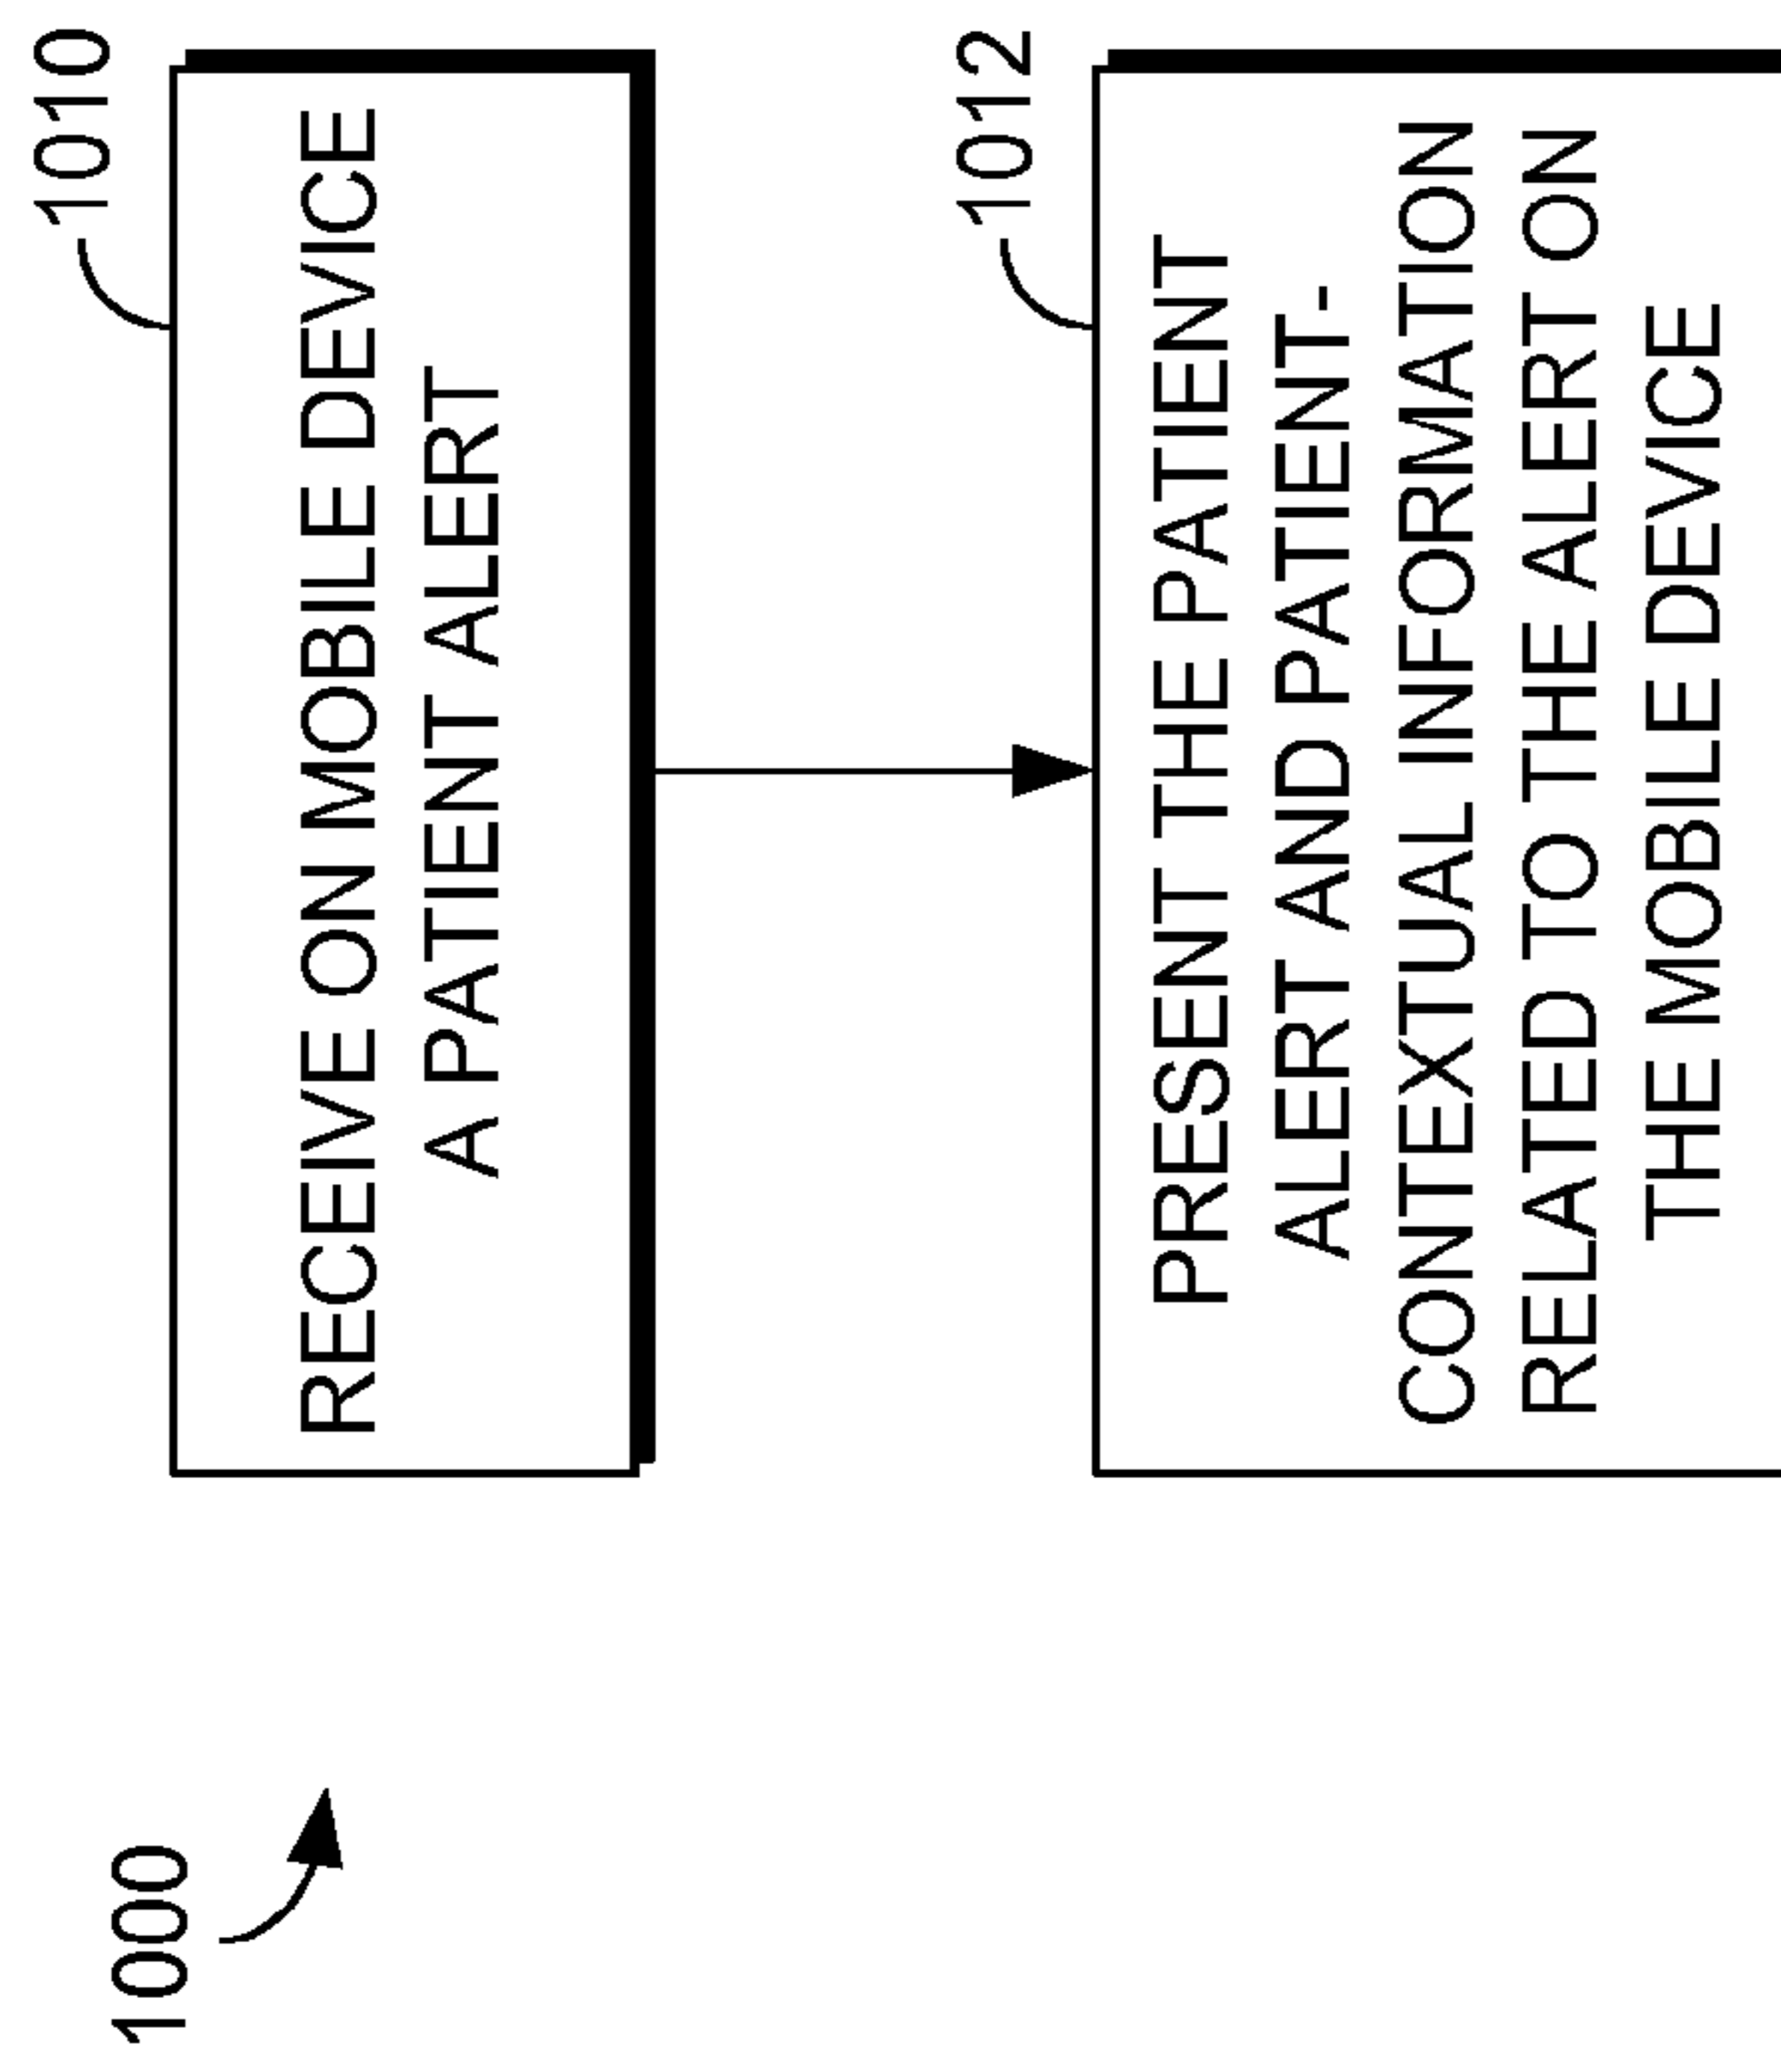 1000
1010
RECEIVE ON MOBILE DEVICE
A PATIENT ALERT
1012
PRESENT THE PATIENT
ALERT AND PATIENT-
CONTEXTUAL INFORMATION
RELATED TO THE ALERT ON
THE MOBILE DEVICE